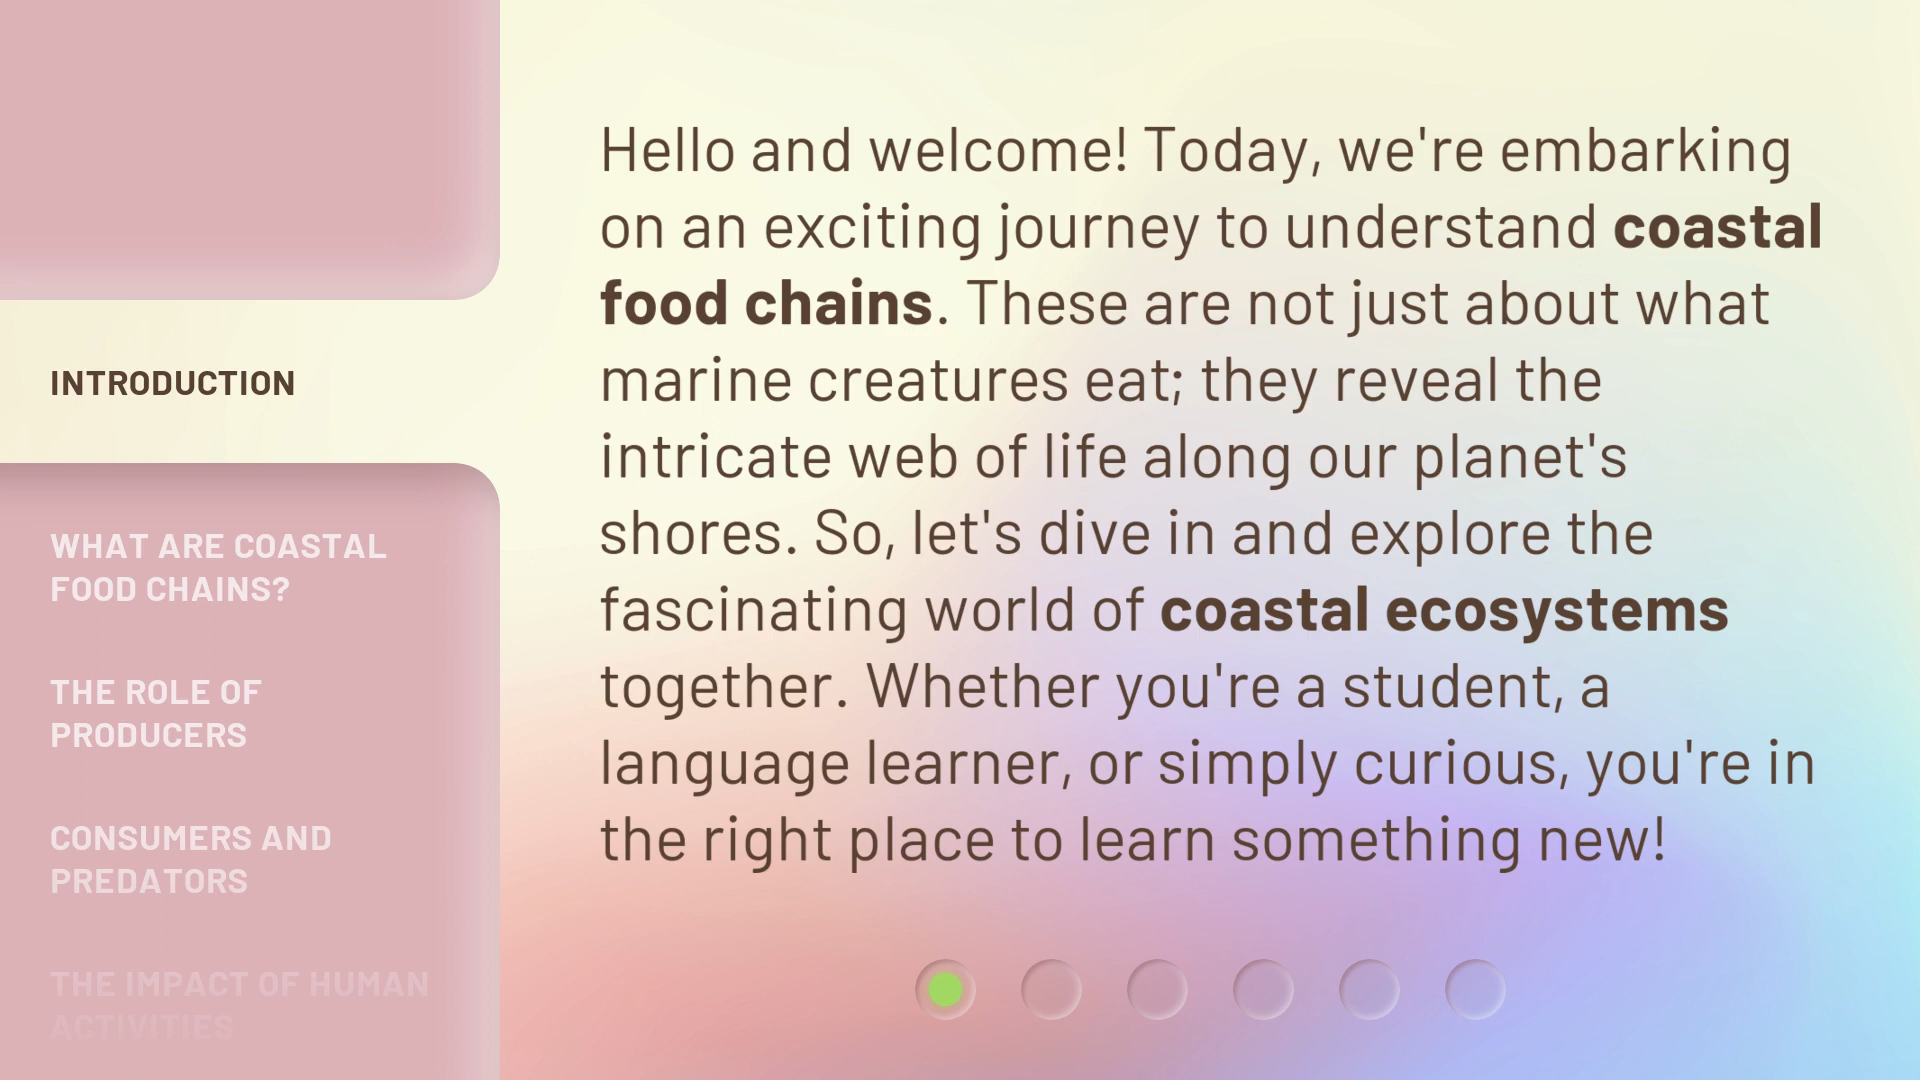 INTRODUCTION
WHAT ARE COASTAL
FOOD CHAINS?
THE ROLE OF
PRODUCERS
CONSUMERS AND
PREDATORS
THE IMPACT OF HUMAN
ACTIVITIES
Hello and welcome! Today, we're embarking
on an exciting journey to understand coastal
food chains. These are not just about what
marine creatures eat; they reveal the
intricate web of life along our planet's
shores. So, let's dive in and explore the
fascinating world of coastal ecosystems
together. Whether you're a student, a
language learner, or simply curious, you're in
the right place to learn something new!